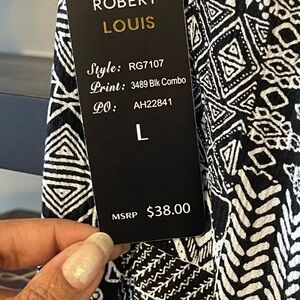 ROBERT
LOUIS
Style: RG7107
Print: 3489 Blk Combo
PO: AH22841
L
MSRP $38.00